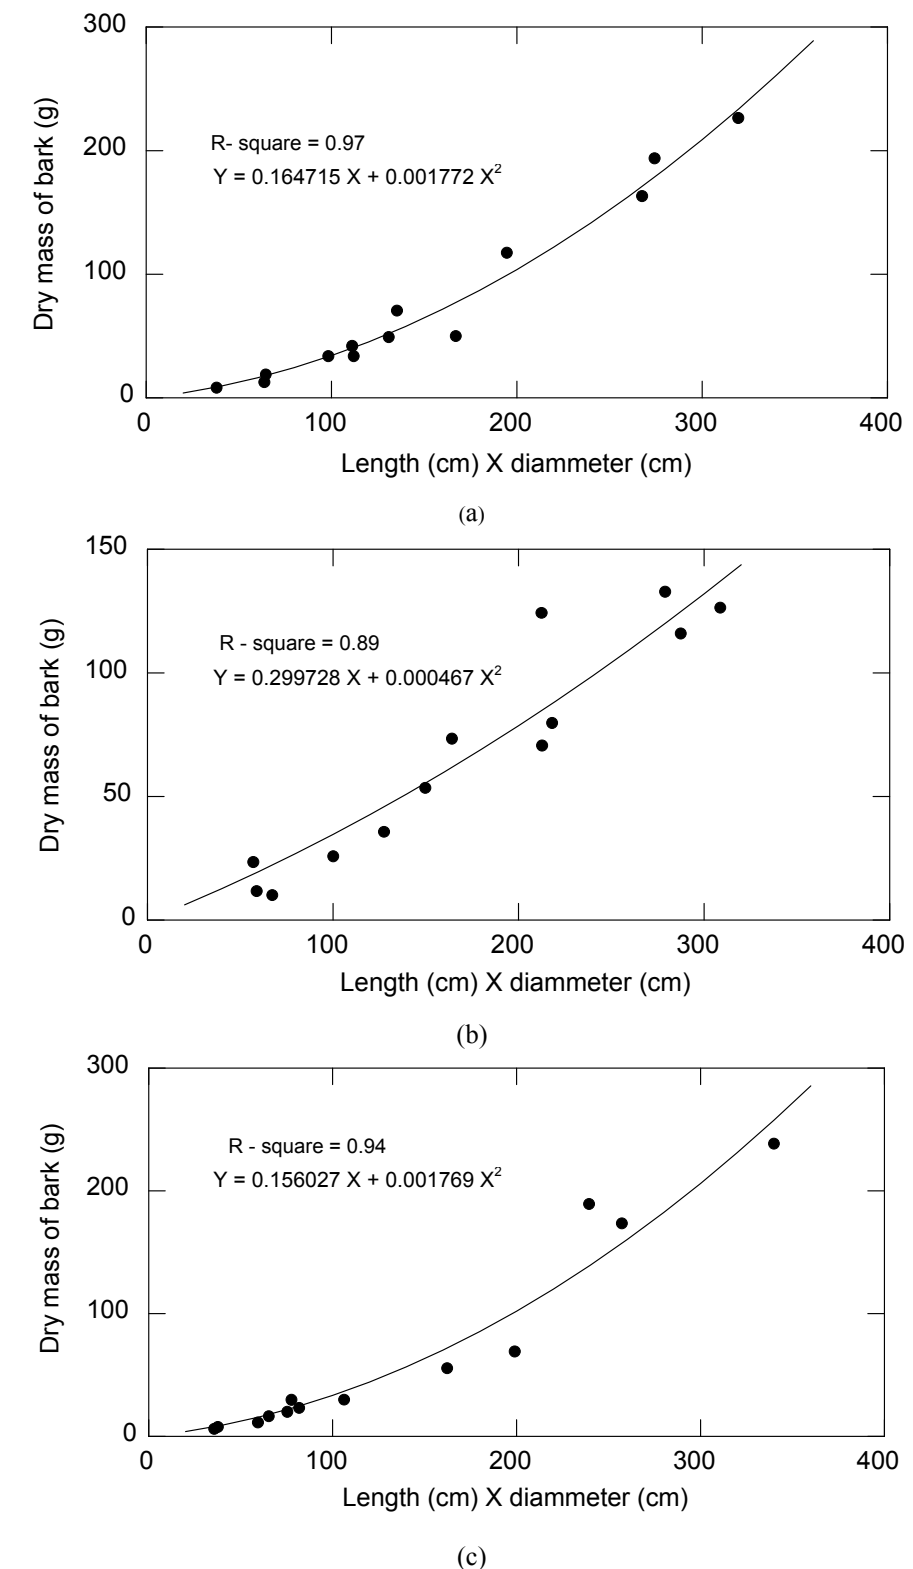 300
200
100
0
Dry mass of bark (g)
R- square = 0.97
Y = 0.164715 X + 0.001772 X²
0 100 200 300 400
Length (cm) X diammeter (cm)
(a)
150
100
50
0
Dry mass of bark (g)
R - square = 0.89
Y = 0.299728 X + 0.000467 X²
0 100 200 300 400
Length (cm) X diammeter (cm)
(b)
300
200
100
0
Dry mass of bark (g)
R - square = 0.94
Y = 0.156027 X + 0.001769 X²
0 100 200 300 400
Length (cm) X diammeter (cm)
(c)